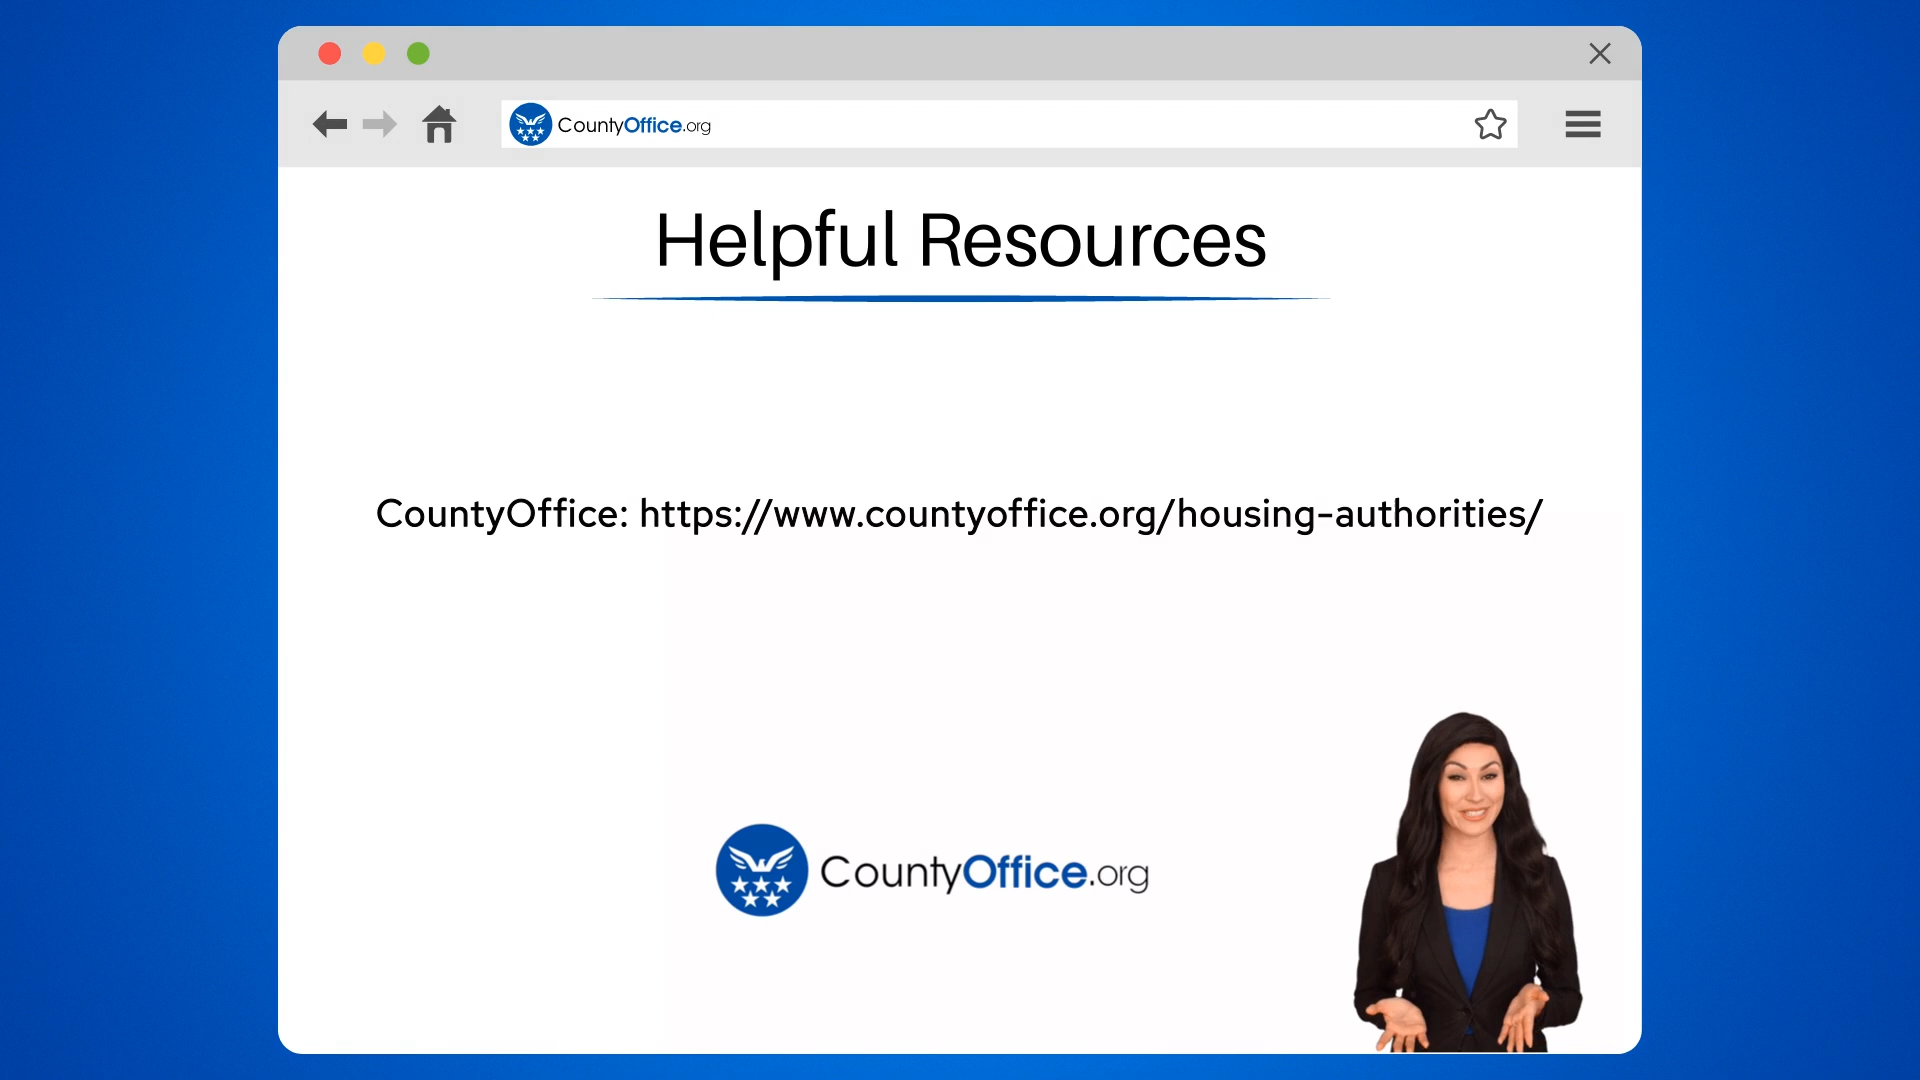 CountyOffice.org
Helpful Resources
CountyOffice: https://www.countyoffice.org/housing-authorities/
CountyOffice.org